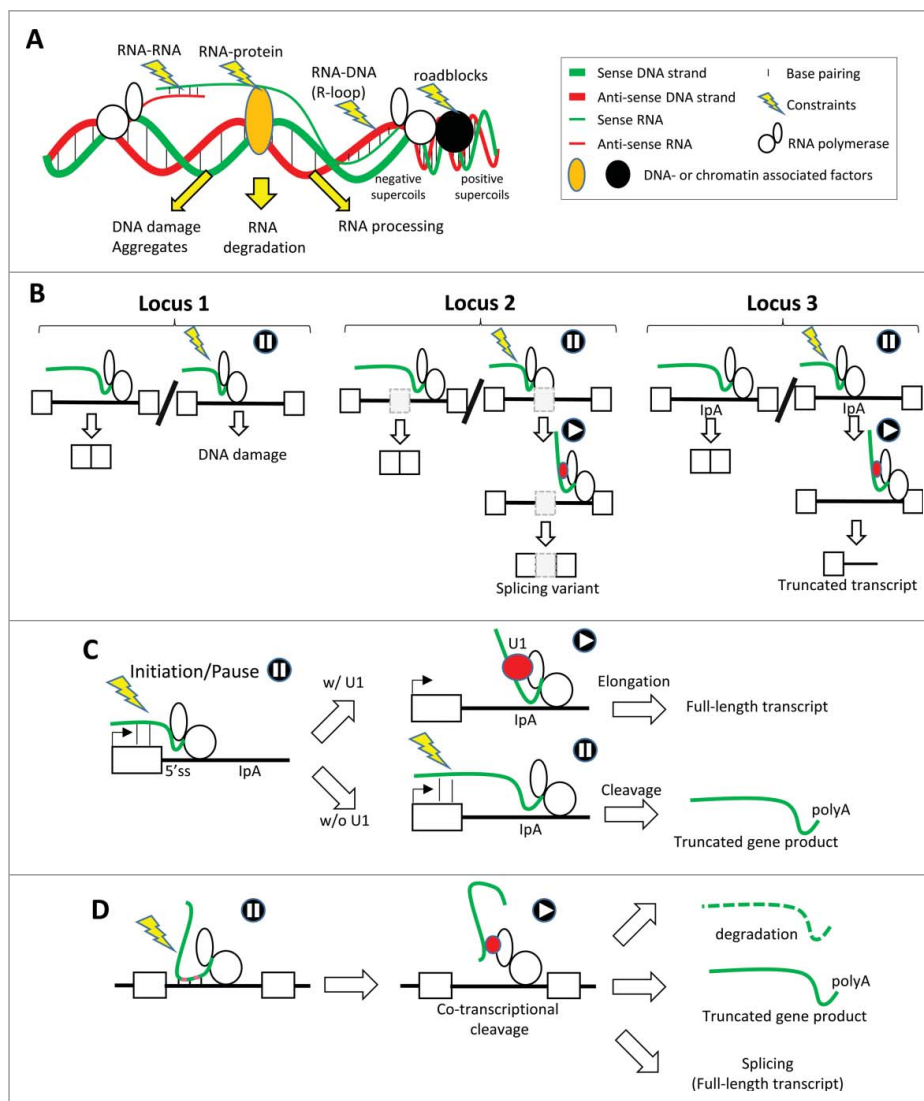 A
RNA-RNA
RNA-protein
RNA-DNA
(R-loop)
roadblocks
negative
supercoils
positive
supercoils
DNA damage
Aggregates
RNA
degradation
RNA processing
Sense DNA strand
Anti-sense DNA strand
Sense RNA
Anti-sense RNA
Base pairing
Constraints
RNA polymerase
DNA- or chromatin associated factors
B
Locus 1
Locus 2
Locus 3
DNA damage
Splicing variant
IpA
IpA
Truncated transcript
C
Initiation/Pause
5'ss
IpA
w/ U1
w/o U1
U1
IpA
Elongation
Full-length transcript
IpA
Cleavage
polyA
Truncated gene product
D
Co-transcriptional
cleavage
degradation
polyA
Truncated gene product
Splicing
(Full-length transcript)